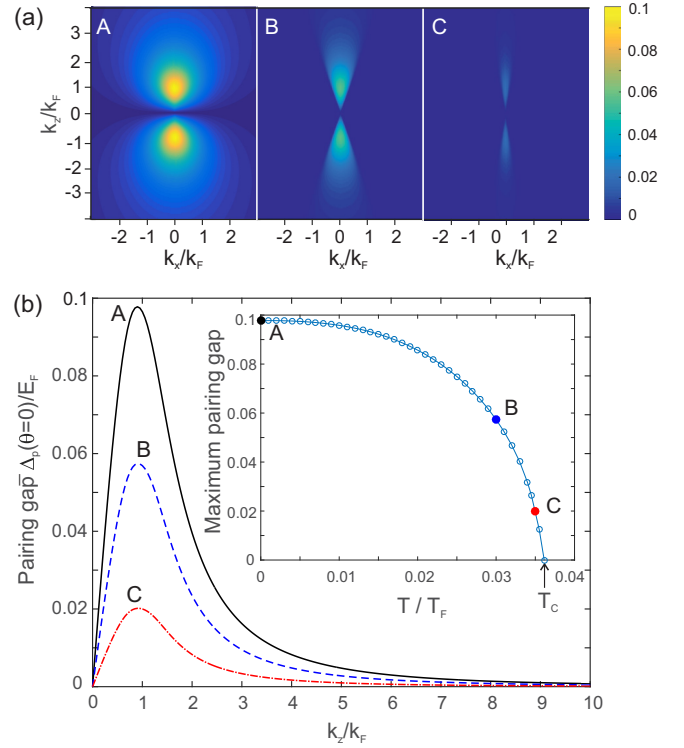 (a)
A
B
C
k_z/k_F
3
2
1
0
-1
-2
-3
-2 -1 0 1 2
-2 -1 0 1 2
-2 -1 0 1 2
k_x/k_F
k_x/k_F
k_x/k_F
0.1
0.08
0.06
0.04
0.02
0
(b)
Pairing gap Δ̅_p(θ=0)/E_F
0.1
0.08
0.06
0.04
0.02
0
A
B
C
0 1 2 3 4 5 6 7 8 9 10
k_z/k_F
Maximum pairing gap
0.1
0.08
0.06
0.04
0.02
0
A
B
C
0 0.01 0.02 0.03 0.04
T / T_F
T_C